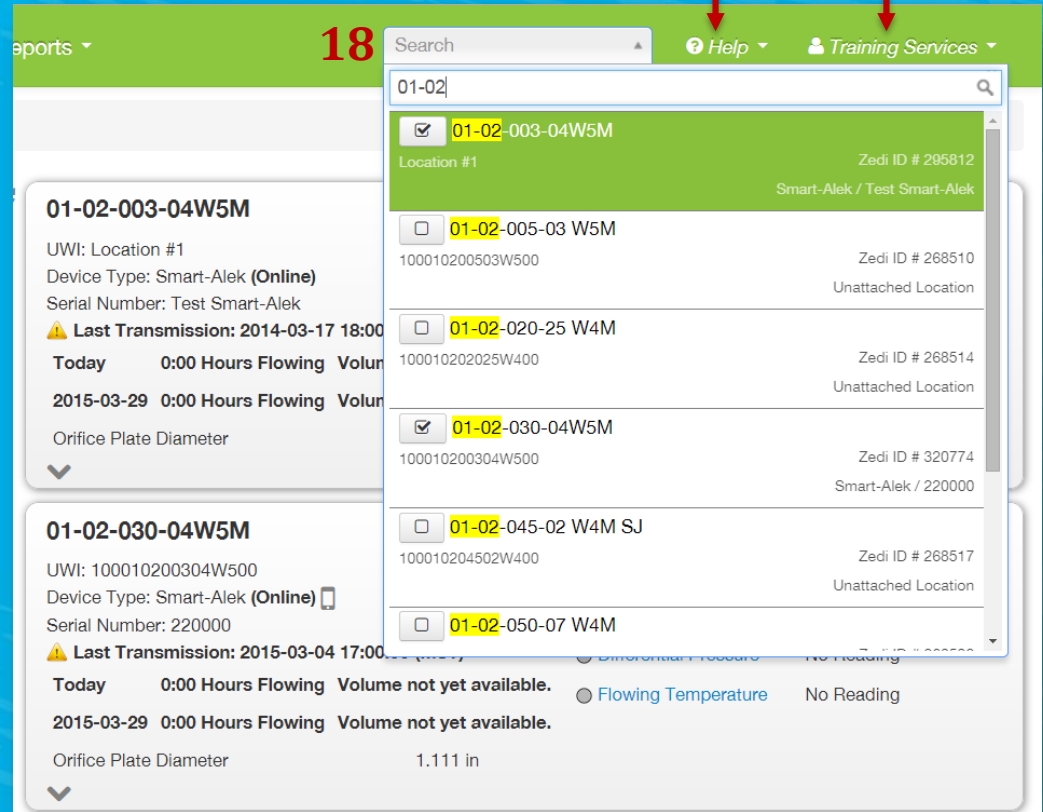 eports
18
Search
Help
Training Services
01-02
01-02-003-04W5M
Location #1
Zedi ID # 295812
Smart-Alek / Test Smart-Alek
01-02-005-03 W5M
100010200503W500
Zedi ID # 268510
Unattached Location
01-02-020-25 W4M
100010202025W400
Zedi ID # 268514
Unattached Location
01-02-030-04W5M
100010200304W500
Zedi ID # 320774
Smart-Alek / 220000
01-02-045-02 W4M SJ
100010204502W400
Zedi ID # 268517
Unattached Location
01-02-050-07 W4M
01-02-003-04W5M
UWI: Location #1
Device Type: Smart-Alek (Online)
Serial Number: Test Smart-Alek
Last Transmission: 2014-03-17 18:00
Today 0:00 Hours Flowing Volum
2015-03-29 0:00 Hours Flowing Volum
Orifice Plate Diameter
01-02-030-04W5M
UWI: 100010200304W500
Device Type: Smart-Alek (Online)
Serial Number: 220000
Last Transmission: 2015-03-04 17:00
Differential Pressure No Reading
Today 0:00 Hours Flowing Volume not yet available.
Flowing Temperature No Reading
2015-03-29 0:00 Hours Flowing Volume not yet available.
Orifice Plate Diameter 1.111 in